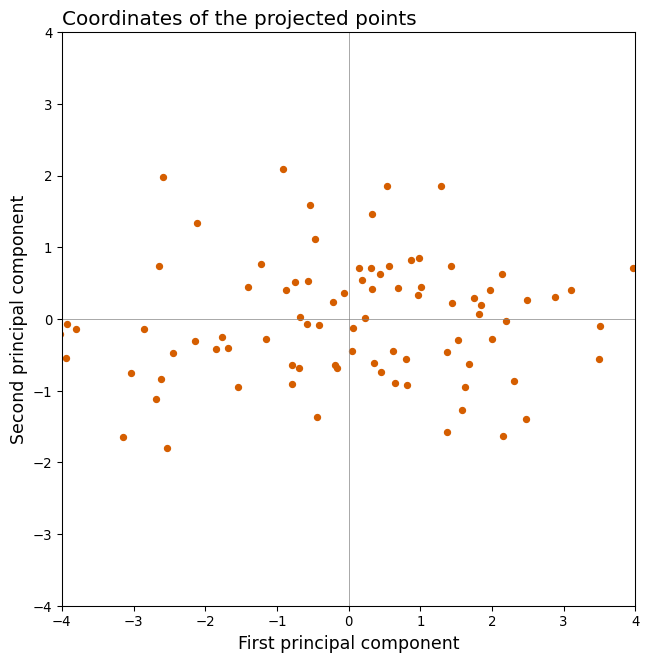 Coordinates of the projected points
4
3
2
1
0
−1
−2
−3
−4
Second principal component
−4 −3 −2 −1 0 1 2 3 4
First principal component